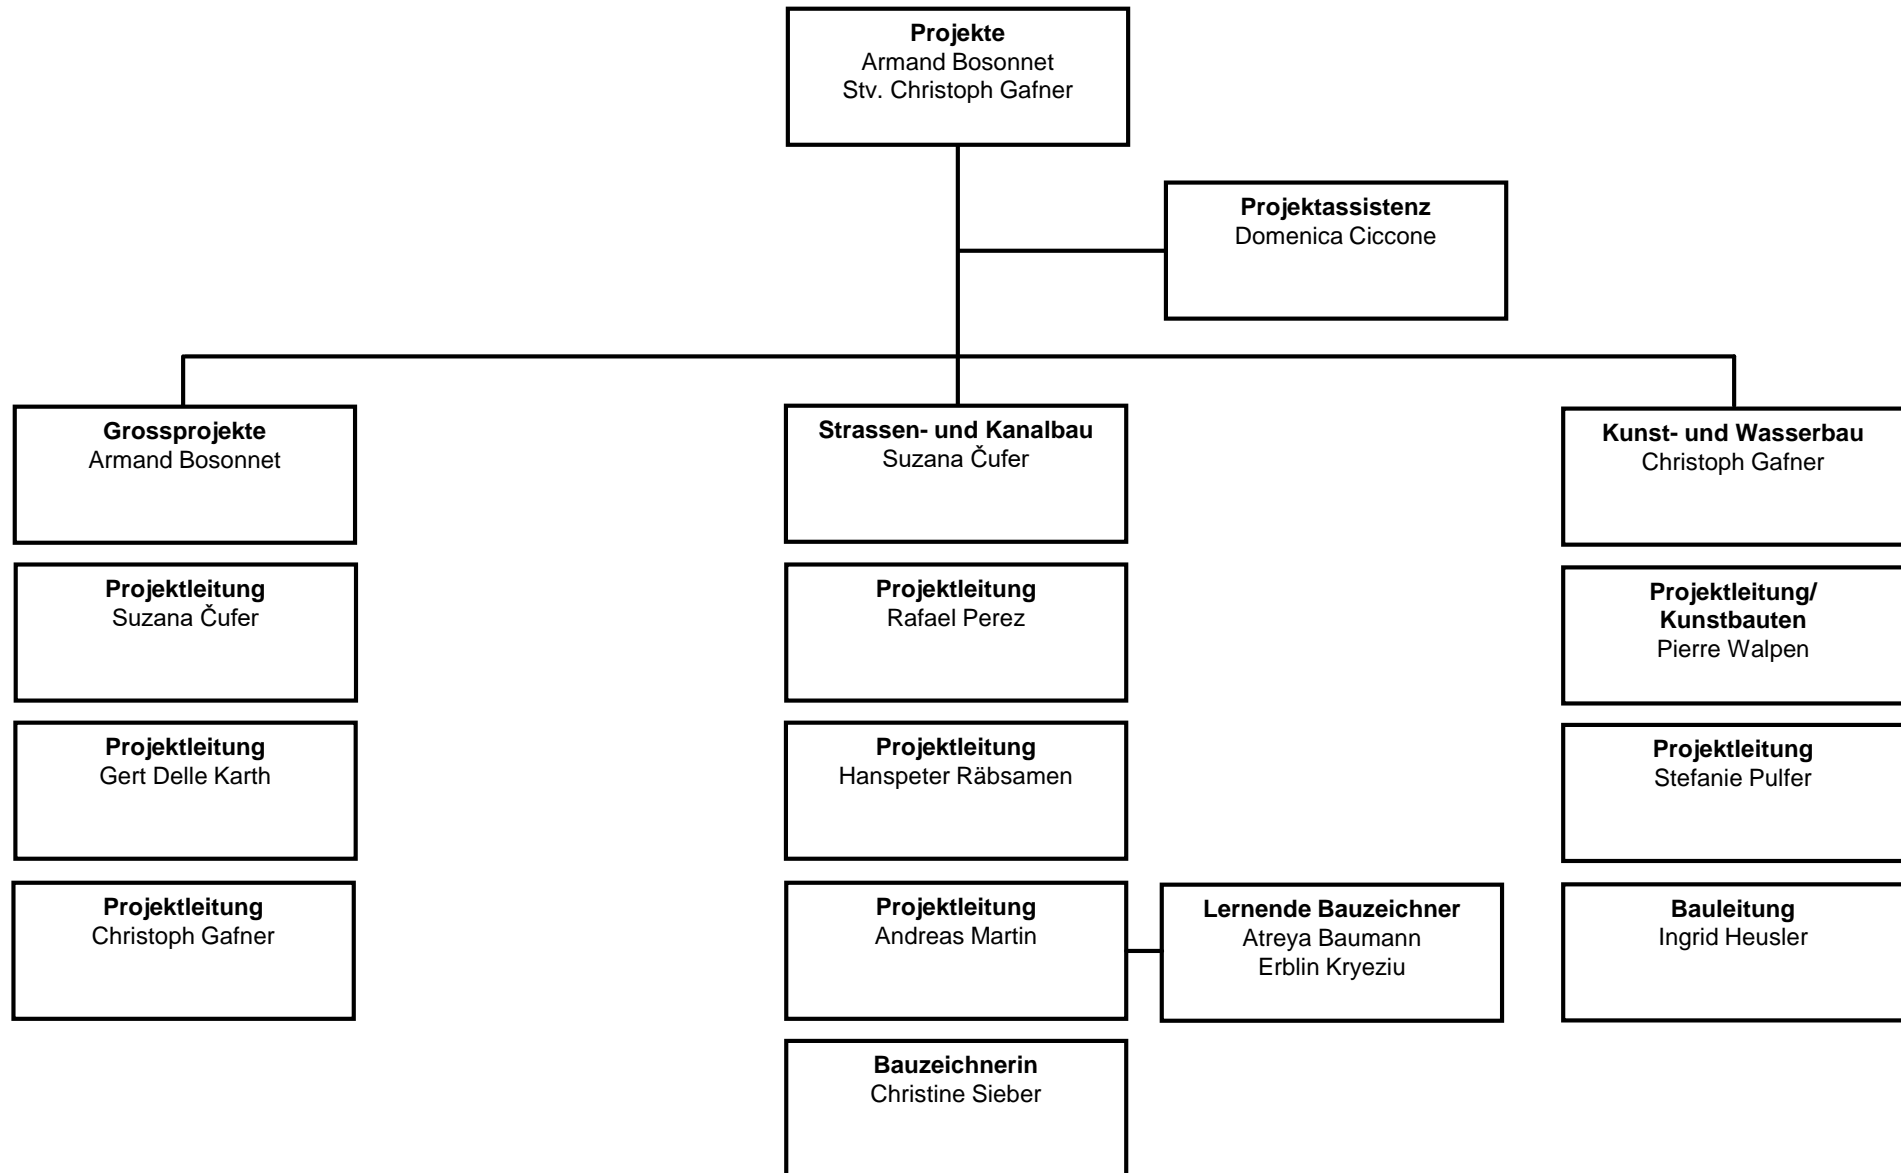 Projekte
Armand Bosonnet
Stv. Christoph Gafner
Projektassistenz
Domenica Ciccone
Grossprojekte
Armand Bosonnet
Projektleitung
Suzana Čufer
Projektleitung
Gert Delle Karth
Projektleitung
Christoph Gafner
Strassen- und Kanalbau
Suzana Čufer
Projektleitung
Rafael Perez
Projektleitung
Hanspeter Räbsamen
Projektleitung
Andreas Martin
Lernende Bauzeichner
Atreya Baumann
Erblin Kryeziu
Bauzeichnerin
Christine Sieber
Kunst- und Wasserbau
Christoph Gafner
Projektleitung/
Kunstbauten
Pierre Walpen
Projektleitung
Stefanie Pulfer
Bauleitung
Ingrid Heusler